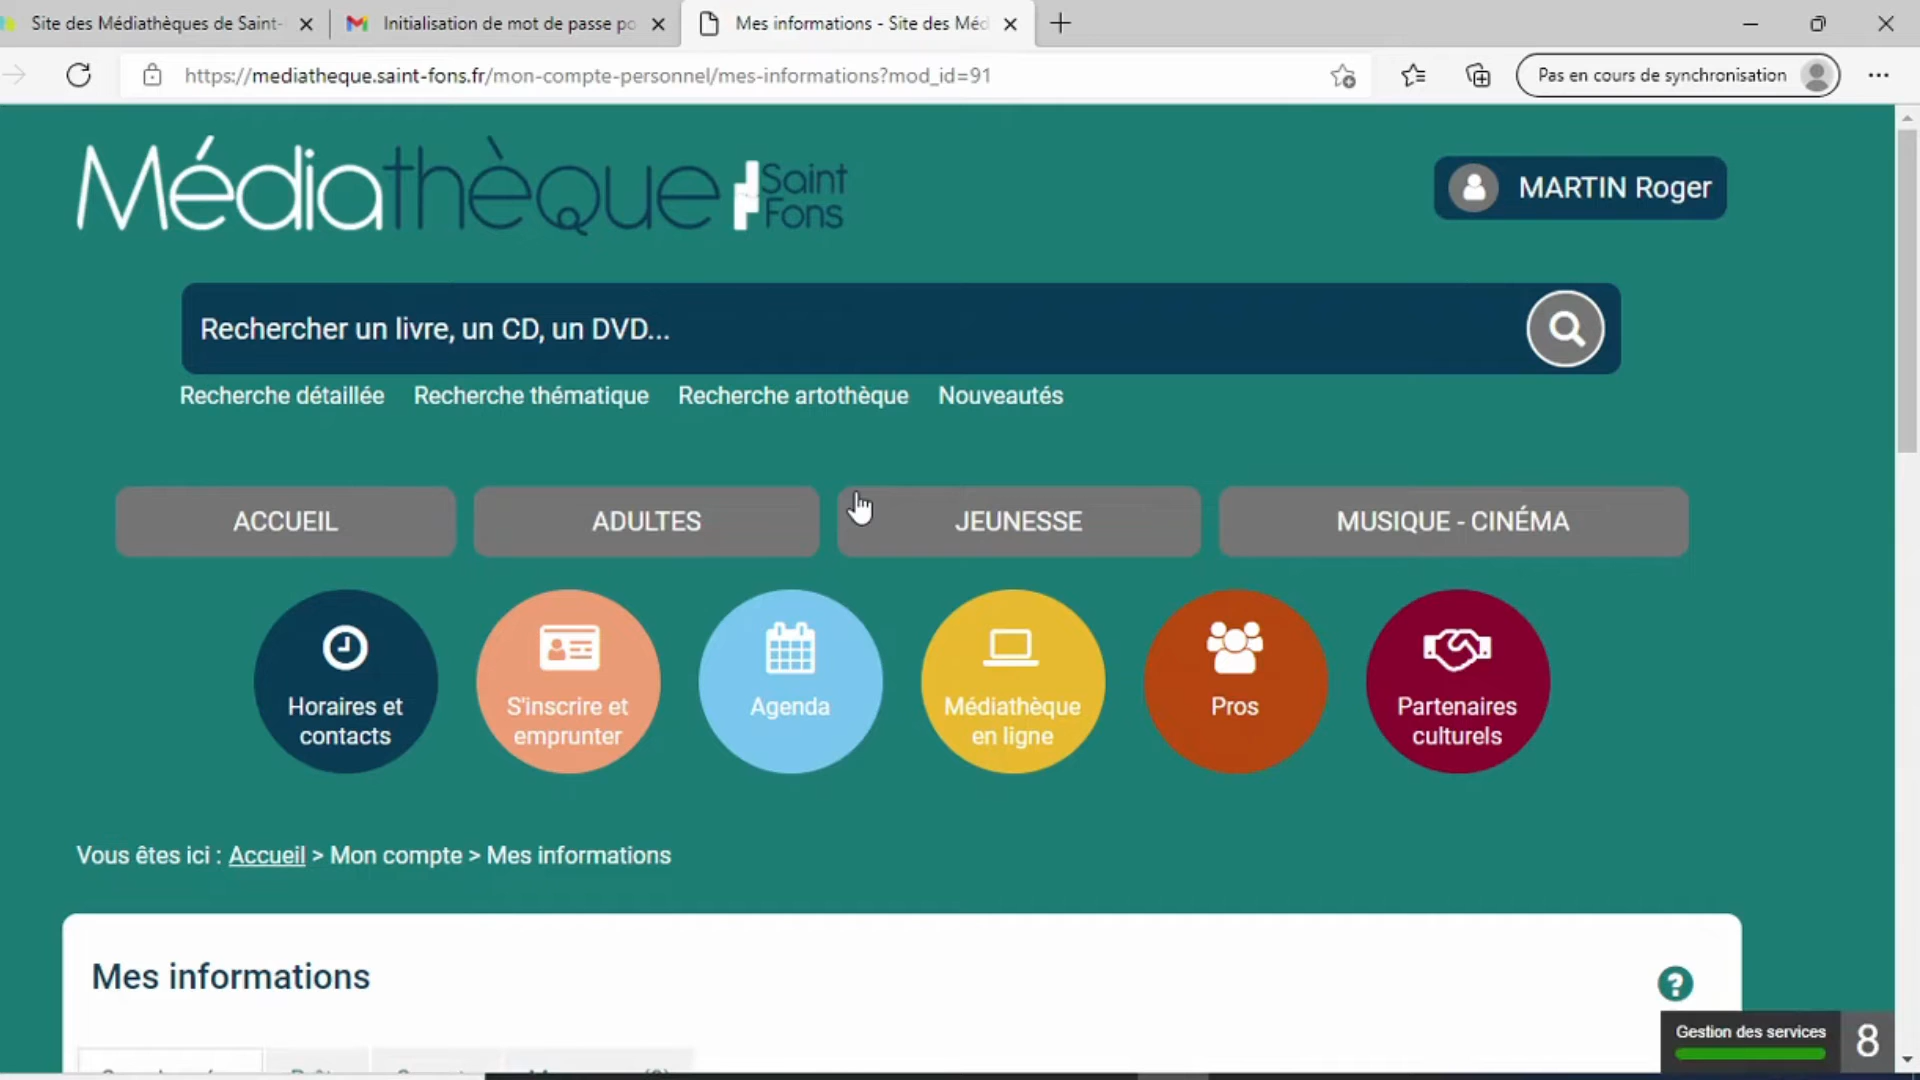 Site des Médiathèques de Saint-
Initialisation de mot de passe po
Mes informations - Site des Méd
https://mediatheque.saint-fons.fr/mon-compte-personnel/mes-informations?mod_id=91
Pas en cours de synchronisation
Médiathèque Saint Fons
MARTIN Roger
Rechercher un livre, un CD, un DVD...
Recherche détaillée Recherche thématique Recherche artothèque Nouveautés
ACCUEIL ADULTES JEUNESSE MUSIQUE - CINÉMA
Horaires et
contacts
S'inscrire et
emprunter
Agenda
Médiathèque
en ligne
Pros
Partenaires
culturels
Vous êtes ici : Accueil > Mon compte > Mes informations
Mes informations
?
Gestion des services
8